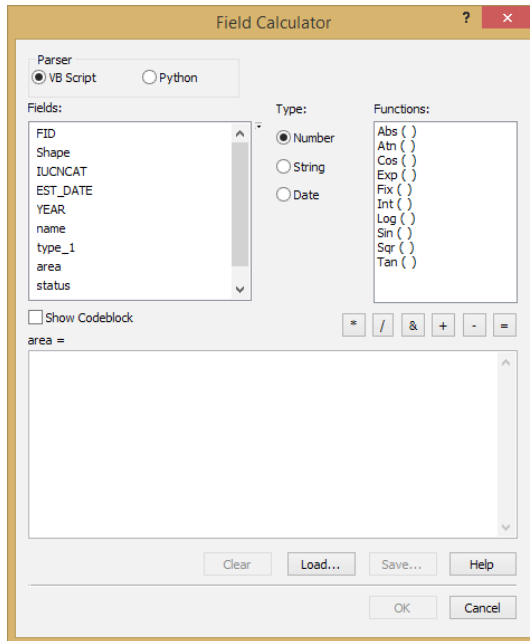 Field Calculator
? ×
Parser
VB Script Python
Fields:
FID
Shape
IUCNCAT
EST_DATE
YEAR
name
type_1
area
status
Type:
Number
String
Date
Functions:
Abs ( )
Atn ( )
Cos ( )
Exp ( )
Fix ( )
Int ( )
Log ( )
Sin ( )
Sqr ( )
Tan ( )
Show Codeblock
* / & + - =
area =
Clear Load... Save... Help
OK Cancel